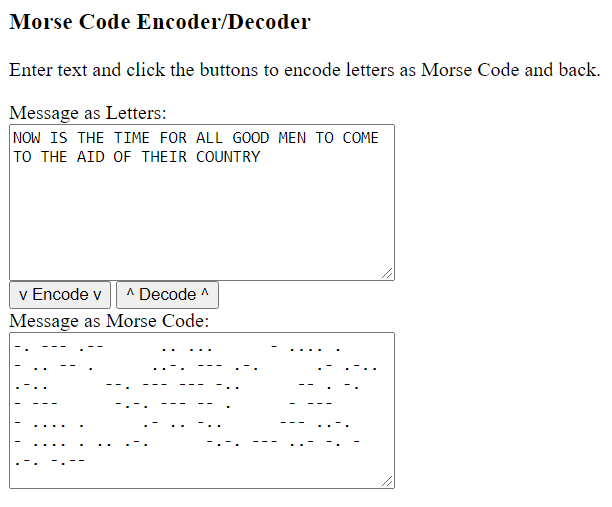 Morse Code Encoder/Decoder
Enter text and click the buttons to encode letters as Morse Code and back.
Message as Letters:
NOW IS THE TIME FOR ALL GOOD MEN TO COME
TO THE AID OF THEIR COUNTRY
v Encode v ^ Decode ^
Message as Morse Code:
-. --- .-- .. ... - .... .
- .. -- . ..-. --- .-. .- .-..
.-.. --. --- --- -.. -- . -.
- --- -.-. --- -- . - ---
- .... . .- .. -.. --- ..-.
- .... . .. .-. -.-. --- ..- -. -
.-. -.--